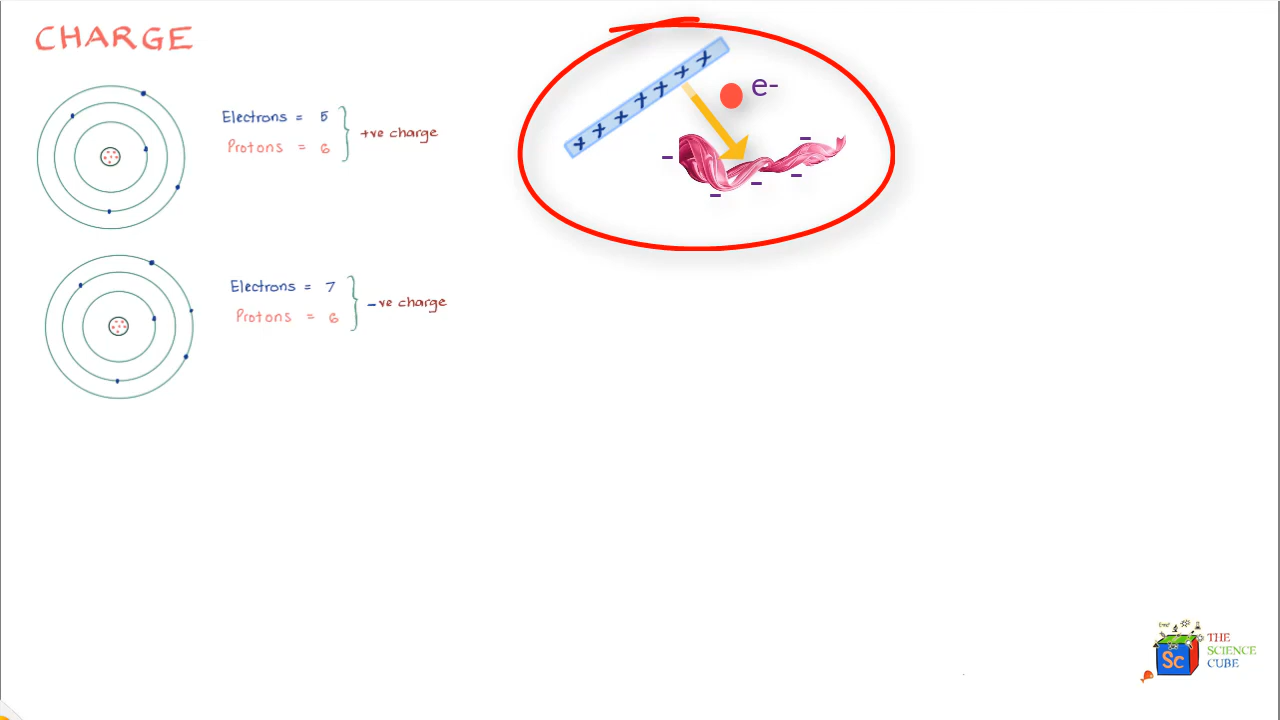 CHARGE
Electrons = 5
Protons = 6
+ve charge
Electrons = 7
Protons = 6
-ve charge
+ + + + + + + +
e-
- - - - - -
Sc
THE
SCIENCE
CUBE